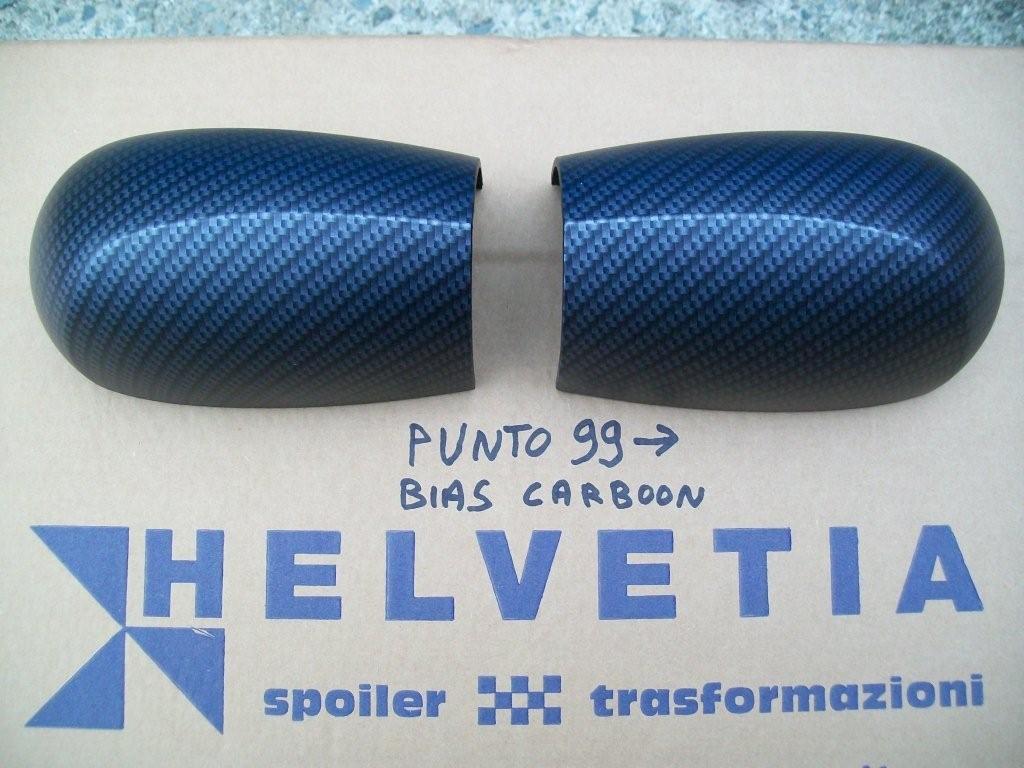 PUNTO 99→
BIAS CARBOON
HELVETIA
spoiler trasformazioni